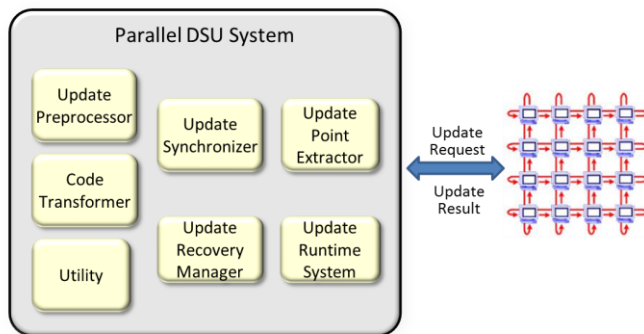 Parallel DSU System
Update
Preprocessor
Code
Transformer
Utility
Update
Synchronizer
Update
Point
Extractor
Update
Recovery
Manager
Update
Runtime
System
Update
Request
Update
Result